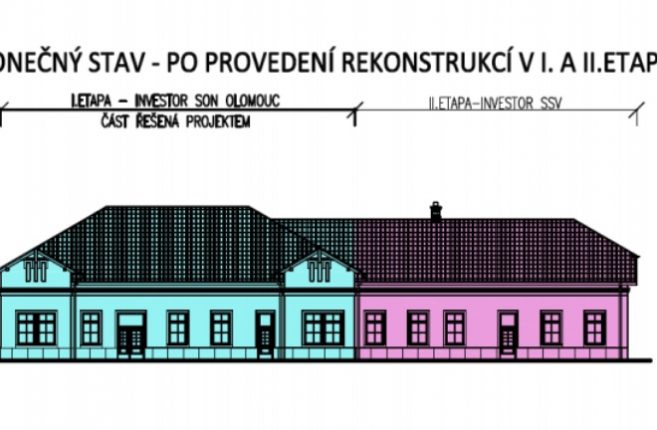 ONEČNÝ STAV - PO PROVEDENÍ REKONSTRUKCÍ V I. A II.ETAP
I.ETAPA - INVESTOR SON OLOMOUC
II.ETAPA-INVESTOR SSV
ČÁST ŘEŠENÁ PROJEKTEM